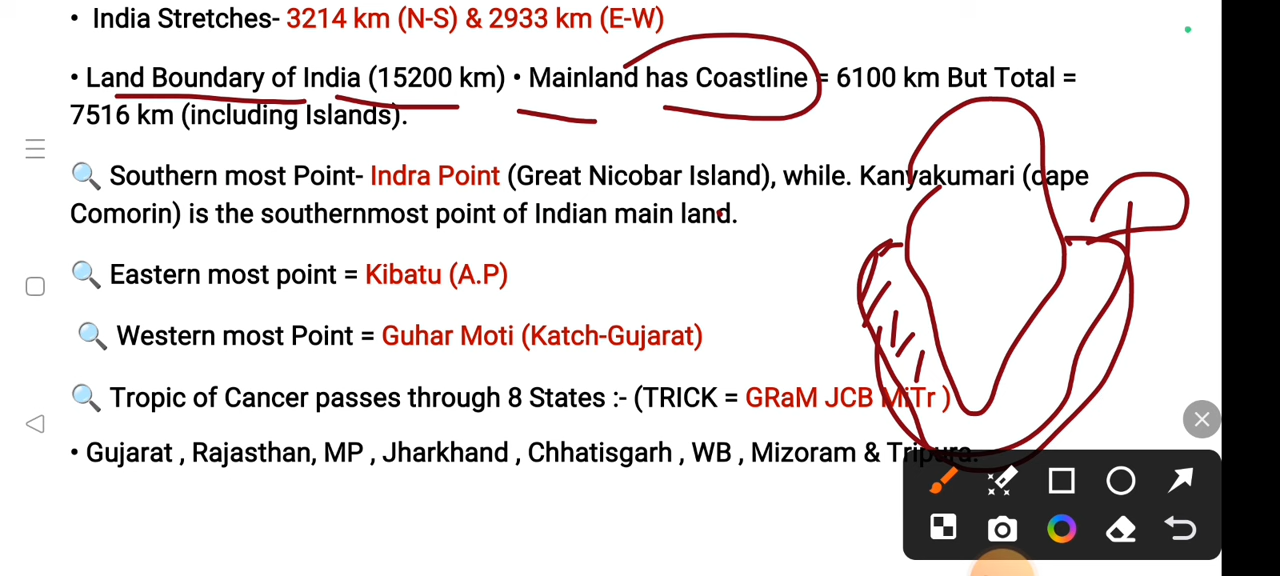 • India Stretches- 3214 km (N-S) & 2933 km (E-W)
• Land Boundary of India (15200 km) • Mainland has Coastline = 6100 km But Total =
7516 km (including Islands).
Southern most Point- Indra Point (Great Nicobar Island), while. Kanyakumari (cape
Comorin) is the southernmost point of Indian main land.
Eastern most point = Kibatu (A.P)
Western most Point = Guhar Moti (Katch-Gujarat)
Tropic of Cancer passes through 8 States :- (TRICK = GRaM JCB MiTr )
• Gujarat , Rajasthan, MP , Jharkhand , Chhatisgarh , WB , Mizoram & Tripura.